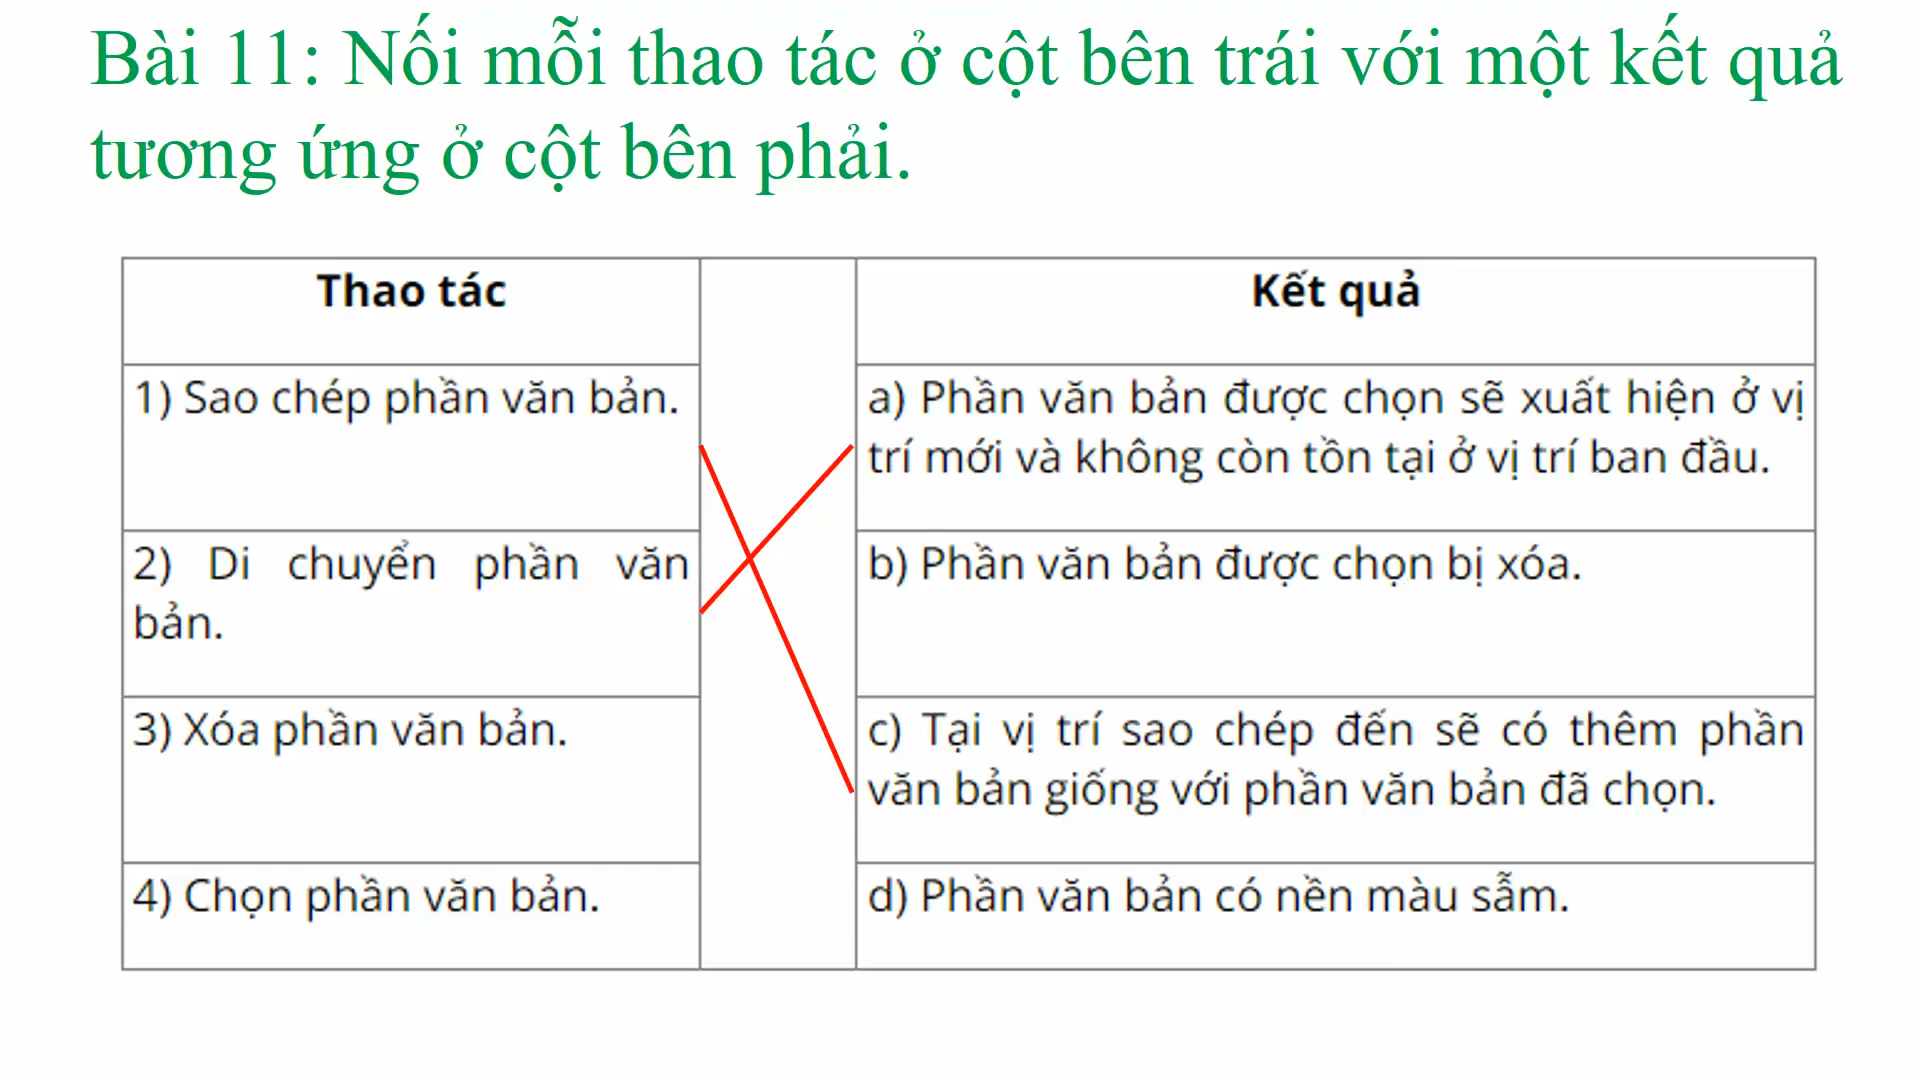 Bài 11: Nối mỗi thao tác ở cột bên trái với một kết quả
tương ứng ở cột bên phải.
Thao tác
Kết quả
1) Sao chép phần văn bản.
a) Phần văn bản được chọn sẽ xuất hiện ở vị
trí mới và không còn tồn tại ở vị trí ban đầu.
2) Di chuyển phần văn
bản.
b) Phần văn bản được chọn bị xóa.
3) Xóa phần văn bản.
c) Tại vị trí sao chép đến sẽ có thêm phần
văn bản giống với phần văn bản đã chọn.
4) Chọn phần văn bản.
d) Phần văn bản có nền màu sẫm.